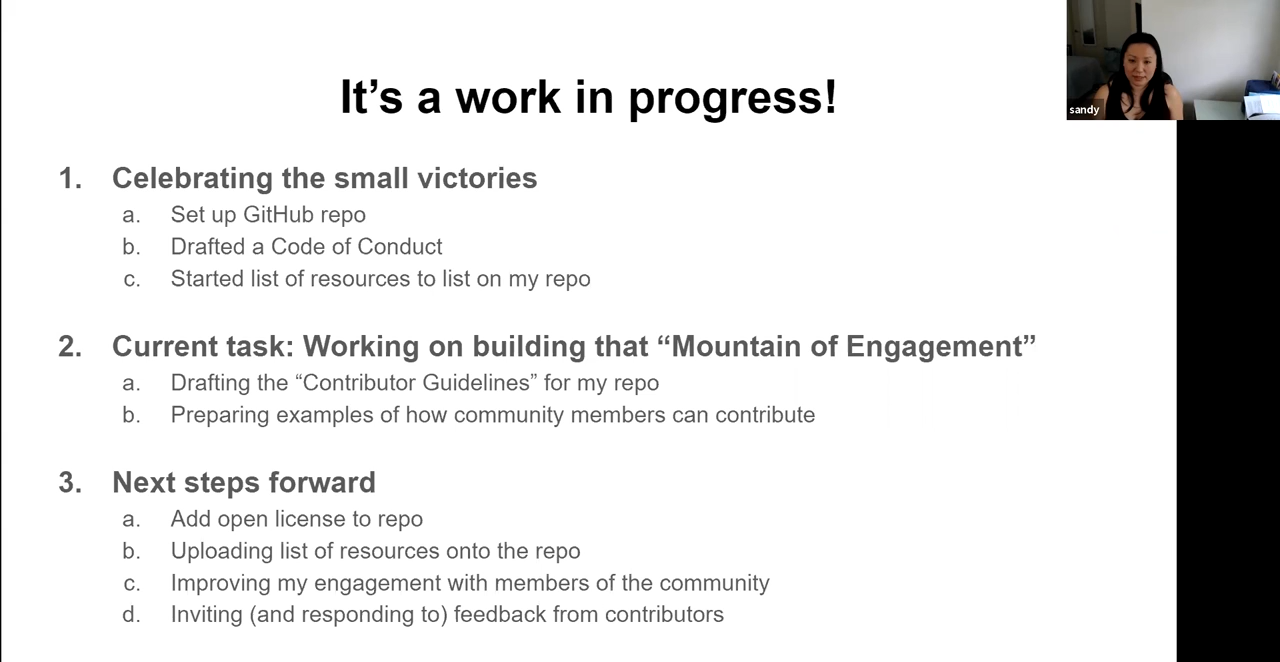 It's a work in progress!
sandy
1. Celebrating the small victories
a. Set up GitHub repo
b. Drafted a Code of Conduct
c. Started list of resources to list on my repo
2. Current task: Working on building that “Mountain of Engagement”
a. Drafting the “Contributor Guidelines” for my repo
b. Preparing examples of how community members can contribute
3. Next steps forward
a. Add open license to repo
b. Uploading list of resources onto the repo
c. Improving my engagement with members of the community
d. Inviting (and responding to) feedback from contributors